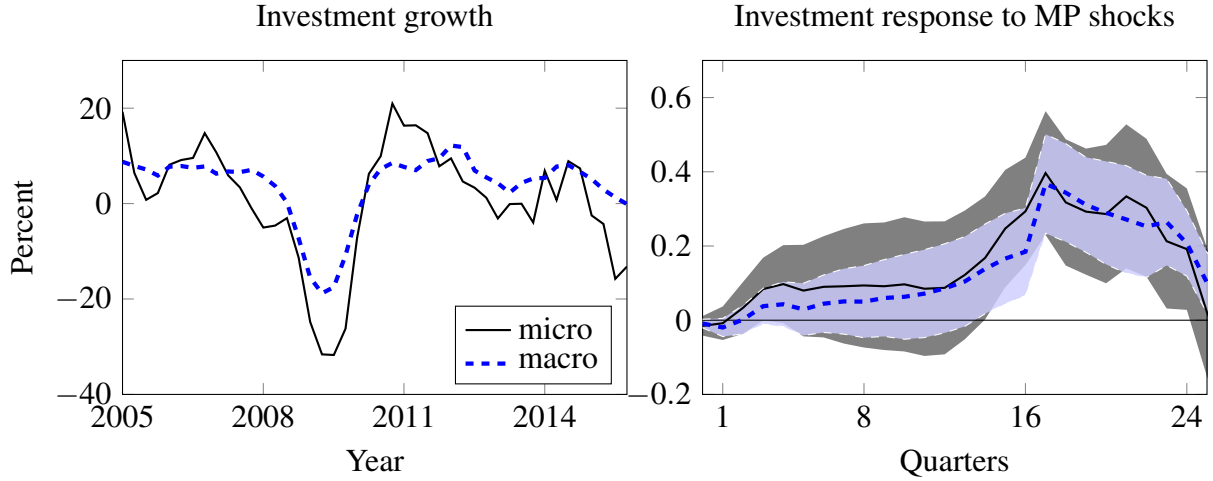 Investment growth
Percent
20
0
−20
−40
2005
2008
2011
2014
Year
micro
macro
Investment response to MP shocks
0.6
0.4
0.2
0
−0.2
1
8
16
24
Quarters